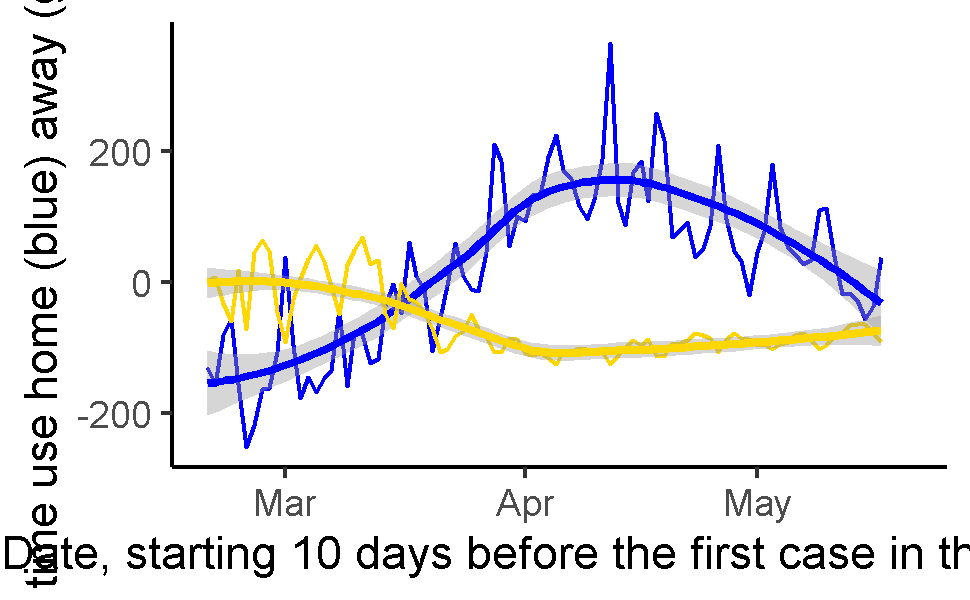 time use home (blue) away (
200
0
-200
Mar Apr May
Date, starting 10 days before the first case in th